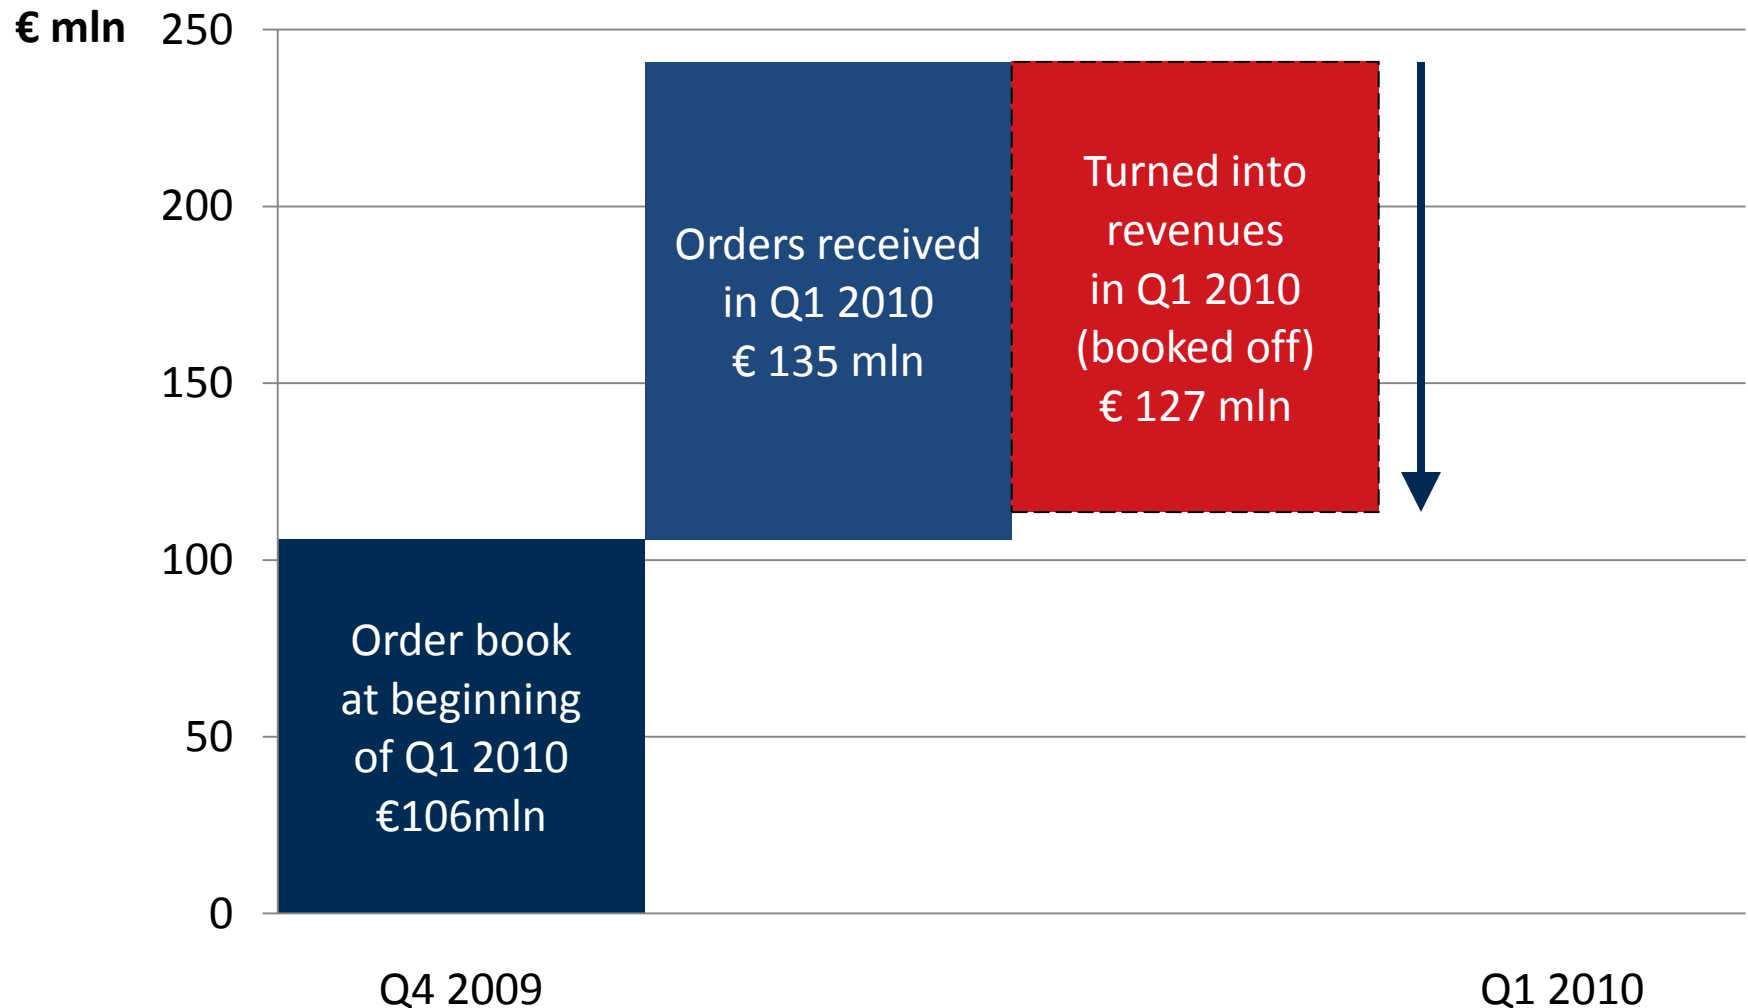 € mln
250
200
150
100
50
0
Order book
at beginning
of Q1 2010
€106mln
Orders received
in Q1 2010
€ 135 mln
Turned into
revenues
in Q1 2010
(booked off)
€ 127 mln
Q4 2009
Q1 2010